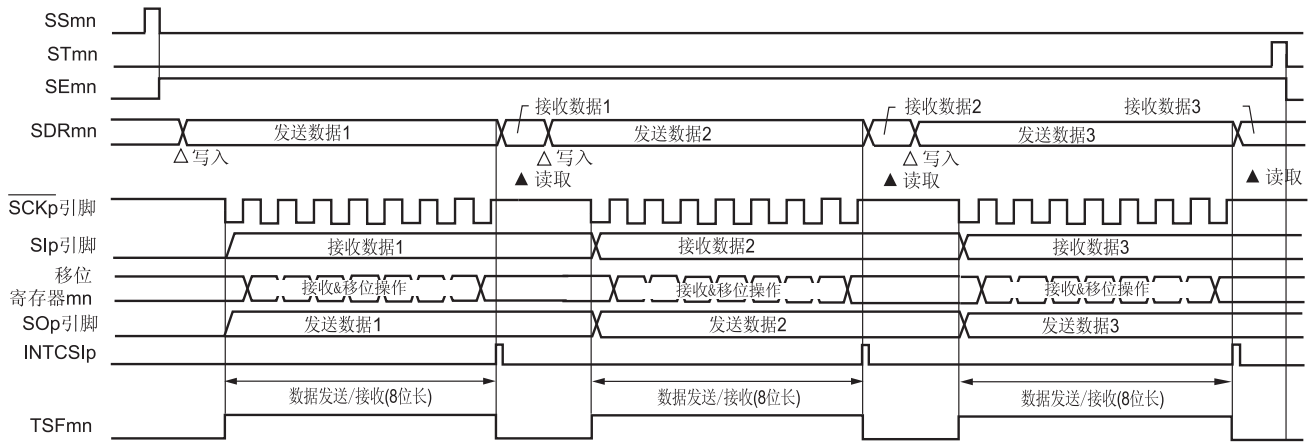 SSmn
STmn
SEmn
接收数据1 接收数据2 接收数据3
SDRmn 发送数据1 发送数据2 发送数据3
△写入 △写入 △写入
▲ 读取 ▲ 读取 ▲ 读取
SCKp引脚
SIp引脚 接收数据1 接收数据2 接收数据3
移位
寄存器mn 接收&移位操作 接收&移位操作 接收&移位操作
SOp引脚 发送数据1 发送数据2 发送数据3
INTCSIp
数据发送/接收(8位长) 数据发送/接收(8位长) 数据发送/接收(8位长)
TSFmn